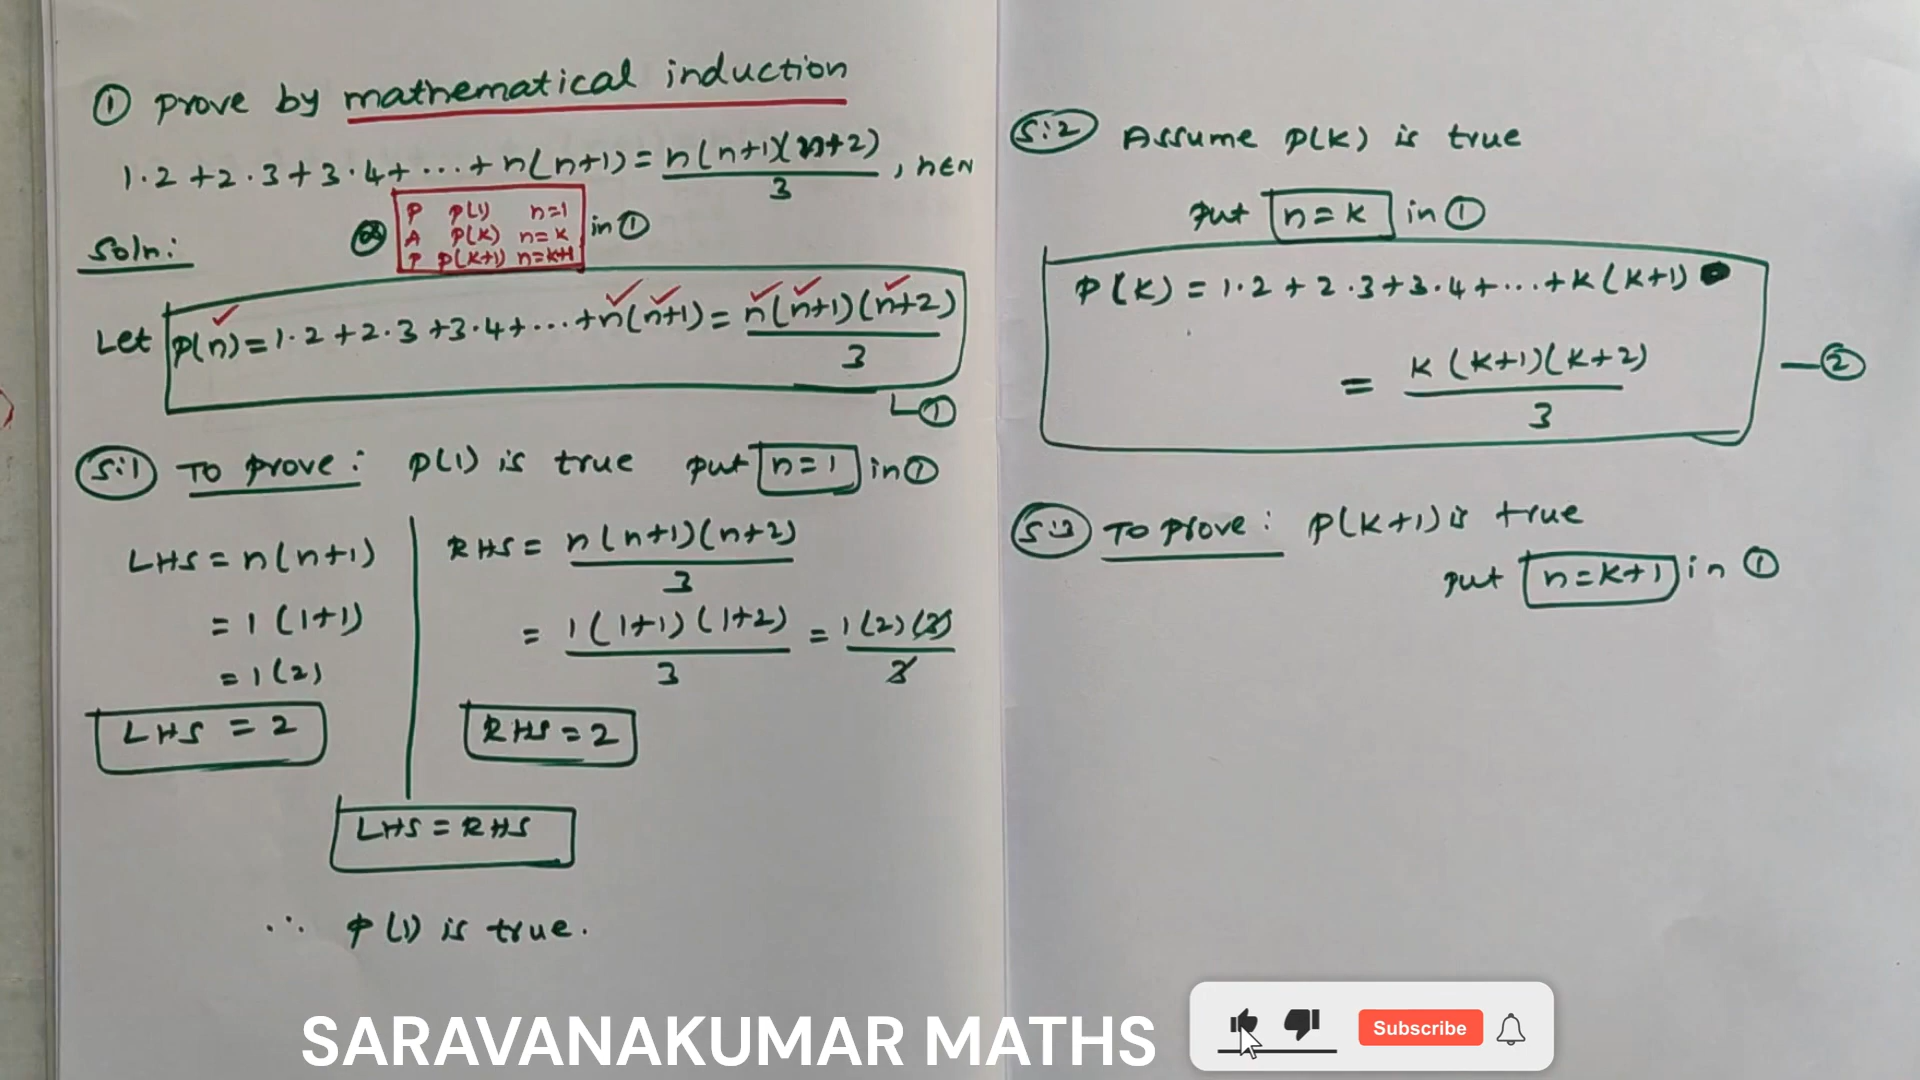 ① prove by mathematical induction
1·2+2·3+3·4+...+n(n+1) = n(n+1)(n+2)/3 , n∈N
P P(1) n=1
A P(k) n=k
P P(k+1) n=k+1
in ①
Soln:
Let P(n)=1·2+2·3+3·4+...+n(n+1) = n(n+1)(n+2)/3
①
S:1 To prove: P(1) is true put n=1 in ①
LHS = n(n+1)
= 1(1+1)
= 1(2)
LHS = 2
RHS = n(n+1)(n+2)/3
= 1(1+1)(1+2)/3 = 1(2)(3)/3
RHS = 2
LHS = RHS
∴ P(1) is true.
S:2 Assume P(k) is true
put n=k in ①
P(k) = 1·2+2·3+3·4+...+k(k+1)
= k(k+1)(k+2)/3 —②
S:3 To prove: P(k+1) is true
put n=k+1 in ①
SARAVANAKUMAR MATHS
Subscribe